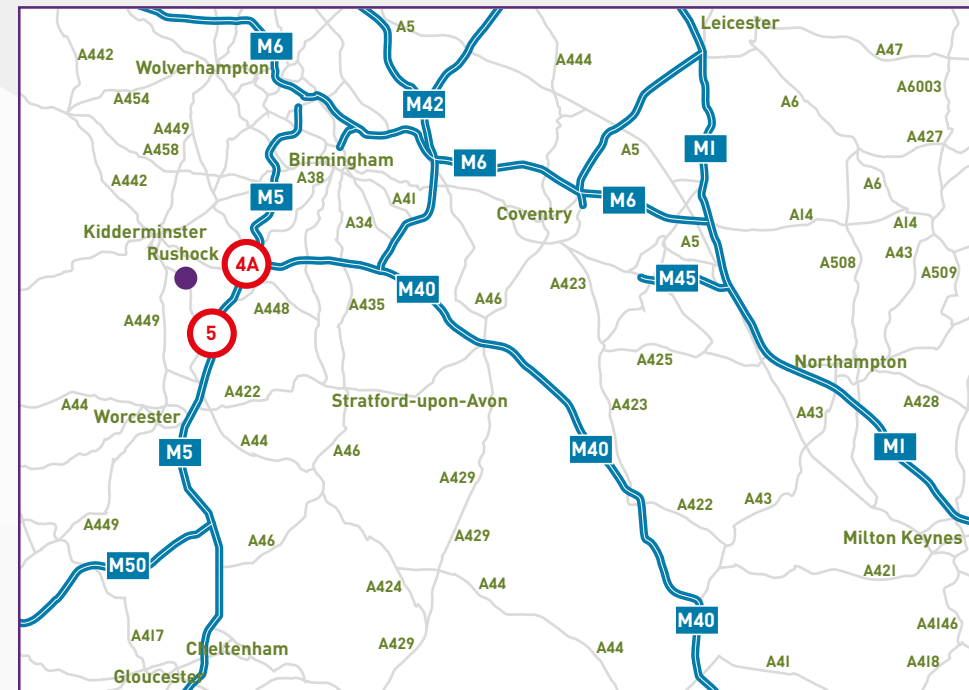 Leicester
A5
M6
A442
A47
A444
Wolverhampton
A6003
A454
M42
A6
A449
A427
A458
MI
A5
Birmingham
M6
A38
A442
A6
M5
A4I
M6
Coventry
A34
AI4
AI4
Kidderminster
A5
Rushock
A43
4A
A508
A509
M45
A423
M40
A46
A448
A435
A449
5
A425
Northampton
A422
Stratford-upon-Avon
A44
A423
A428
Worcester
A43
A44
M5
A46
M40
MI
A429
A43
A422
A449
A429
A46
Milton Keynes
M50
A42I
A424
A44
M40
A4I46
A4I7
A429
Cheltenham
A44
A4I
A4I8
Gloucester